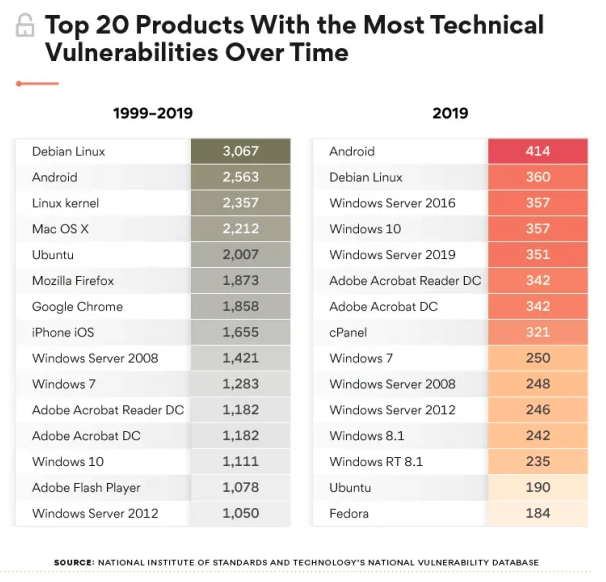 Top 20 Products With the Most Technical
Vulnerabilities Over Time
1999–2019
Debian Linux 3,067
Android 2,563
Linux kernel 2,357
Mac OS X 2,212
Ubuntu 2,007
Mozilla Firefox 1,873
Google Chrome 1,858
iPhone iOS 1,655
Windows Server 2008 1,421
Windows 7 1,283
Adobe Acrobat Reader DC 1,182
Adobe Acrobat DC 1,182
Windows 10 1,111
Adobe Flash Player 1,078
Windows Server 2012 1,050
2019
Android 414
Debian Linux 360
Windows Server 2016 357
Windows 10 357
Windows Server 2019 351
Adobe Acrobat Reader DC 342
Adobe Acrobat DC 342
cPanel 321
Windows 7 250
Windows Server 2008 248
Windows Server 2012 246
Windows 8.1 242
Windows RT 8.1 235
Ubuntu 190
Fedora 184
SOURCE: NATIONAL INSTITUTE OF STANDARDS AND TECHNOLOGY'S NATIONAL VULNERABILITY DATABASE